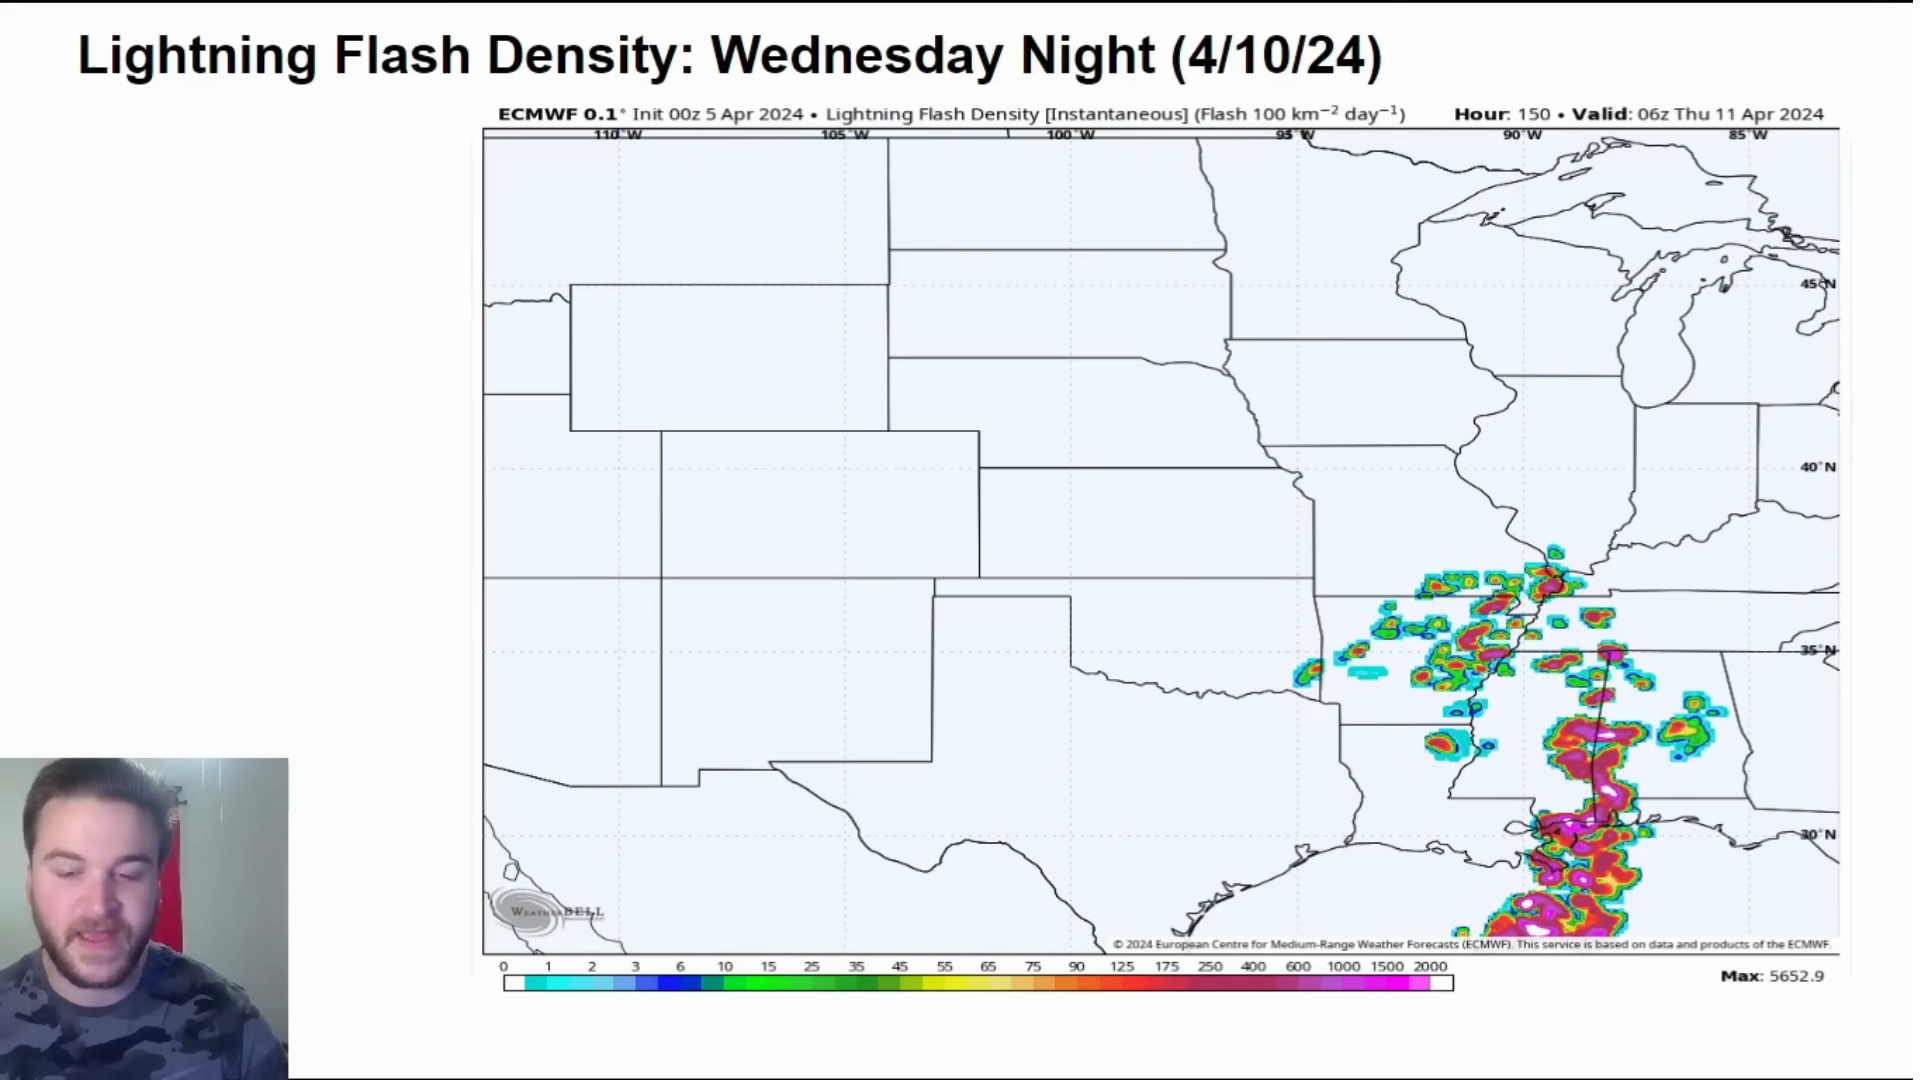 Lightning Flash Density: Wednesday Night (4/10/24)
ECMWF 0.1° Init 00z 5 Apr 2024 • Lightning Flash Density [Instantaneous] (Flash 100 km⁻² day⁻¹) Hour: 150 • Valid: 06z Thu 11 Apr 2024
110°W 105°W 100°W 95°W 90°W 85°W
45°N
40°N
35°N
30°N
WEATHERBELL
© 2024 European Centre for Medium-Range Weather Forecasts (ECMWF). This service is based on data and products of the ECMWF.
0 1 2 3 6 10 15 25 35 45 55 65 75 90 125 175 250 400 600 1000 1500 2000
Max: 5652.9